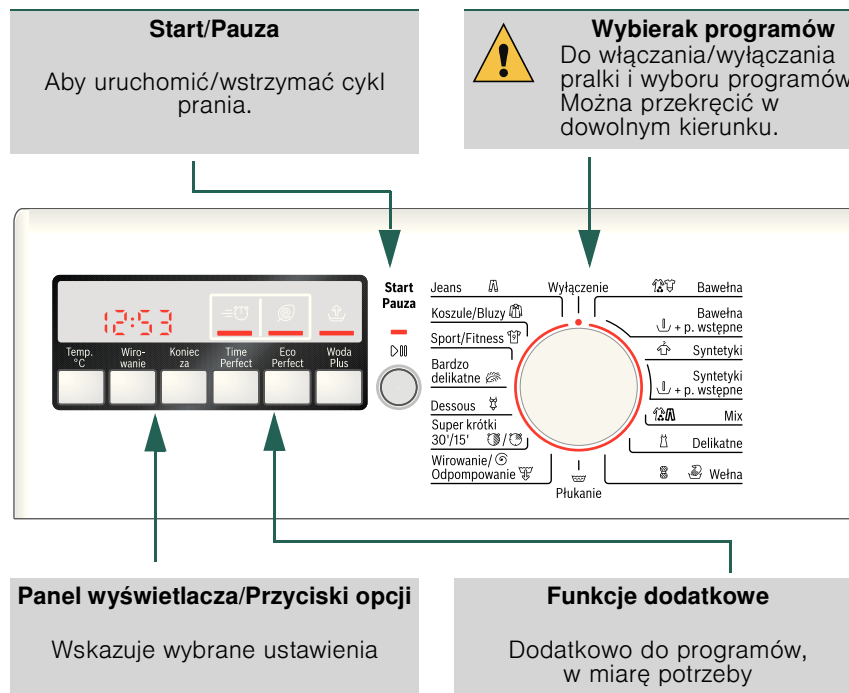 Start/Pauza
Aby uruchomić/wstrzymać cykl
prania.
Wybierak programów
Do włączania/wyłączania
pralki i wyboru programów
Można przekręcić w
dowolnym kierunku.
12:53
Temp.
°C
Wiro-
wanie
Koniec
za
Time
Perfect
Eco
Perfect
Woda
Plus
Start
Pauza
Jeans
Koszule/Bluzy
Sport/Fitness
Bardzo
delikatne
Dessous
Super krótki
30'/15'
Wirowanie/
Odpompowanie
Wyłączenie
Płukanie
Bawełna
Bawełna
+ p. wstępne
Syntetyki
Syntetyki
+ p. wstępne
Mix
Delikatne
Wełna
Panel wyświetlacza/Przyciski opcji
Wskazuje wybrane ustawienia
Funkcje dodatkowe
Dodatkowo do programów,
w miarę potrzeby